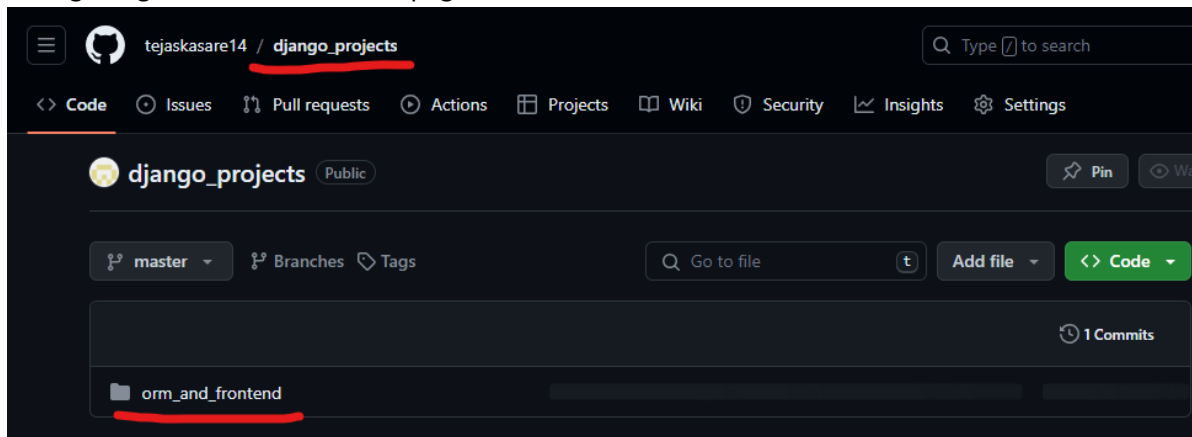 tejaskasare14 / django_projects
Type / to search
<> Code Issues Pull requests Actions Projects Wiki Security Insights Settings
django_projects Public
Pin
master Branches Tags
Go to file t Add file <> Code
1 Commits
orm_and_frontend